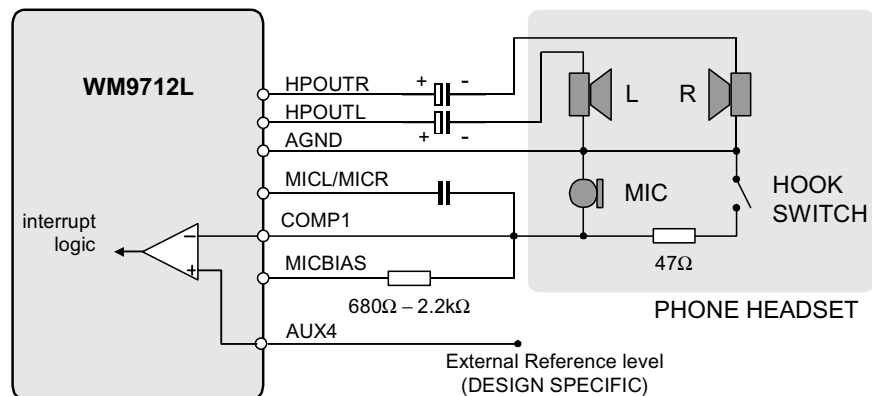 WM9712L
HPOUTR
+ -
HPOUTL
+ -
AGND
MICL/MICR
COMP1
MICBIAS
680Ω – 2.2kΩ
AUX4
interrupt
logic
−
+
L
R
MIC
HOOK
SWITCH
47Ω
PHONE HEADSET
External Reference level
(DESIGN SPECIFIC)